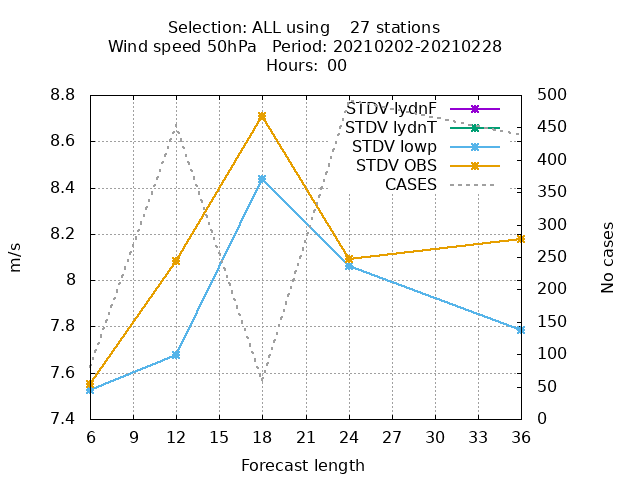 Selection: ALL using    27 stations
Wind speed 50hPa   Period: 20210202-20210228
Hours: 00
STDV lydnF
STDV lydnT
STDV lowp
STDV OBS
CASES
m/s
8.8
8.6
8.4
8.2
8
7.8
7.6
7.4
500
450
400
350
300
250
200
150
100
50
0
No cases
6 9 12 15 18 21 24 27 30 33 36
Forecast length